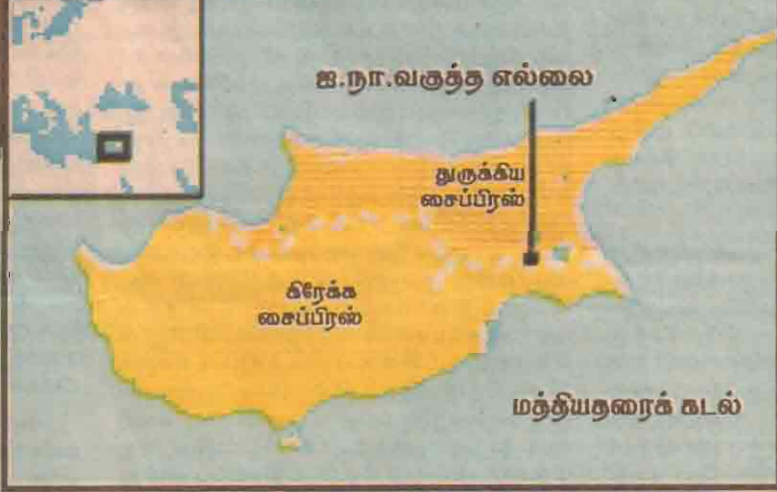 ஐ.நா.வகுத்த எல்லை
துருக்கிய
சைப்பிரஸ்
கிரேக்க
சைப்பிரஸ்
மத்தியதரைக் கடல்